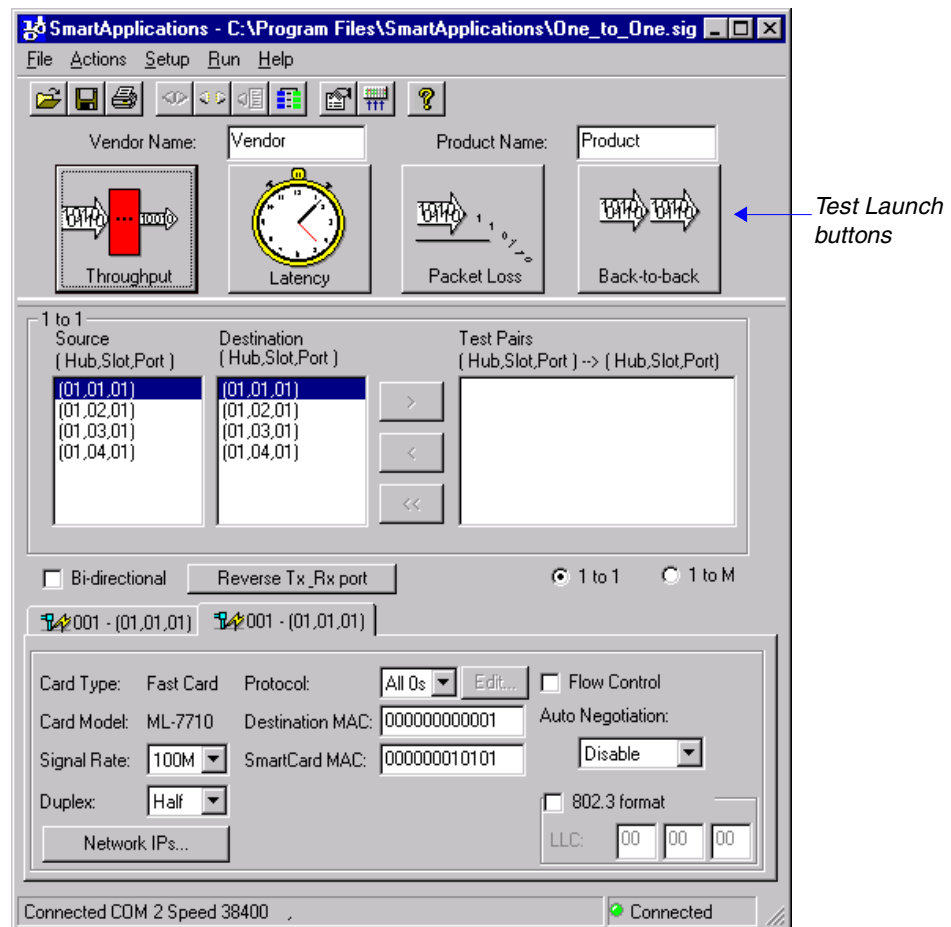 SmartApplications - C:\Program Files\SmartApplications\One_to_One.sig
File Actions Setup Run Help
Vendor Name: Vendor Product Name: Product
Throughput Latency Packet Loss Back-to-back
Test Launch
buttons
1 to 1
Source Destination Test Pairs
( Hub,Slot,Port ) ( Hub,Slot,Port ) ( Hub,Slot,Port ) --> ( Hub,Slot,Port)
(01,01,01) (01,01,01) >
(01,02,01) (01,02,01)
(01,03,01) (01,03,01)
(01,04,01) (01,04,01) <
<<
Bi-directional Reverse Tx_Rx port 1 to 1 1 to M
001 - (01,01,01) 001 - (01,01,01)
Card Type: Fast Card Protocol: All 0s Edit... Flow Control
Card Model: ML-7710 Destination MAC: 000000000001 Auto Negotiation:
Signal Rate: 100M SmartCard MAC: 000000010101 Disable
Duplex: Half 802.3 format
Network IPs... LLC: 00 00 00
Connected COM 2 Speed 38400 , Connected